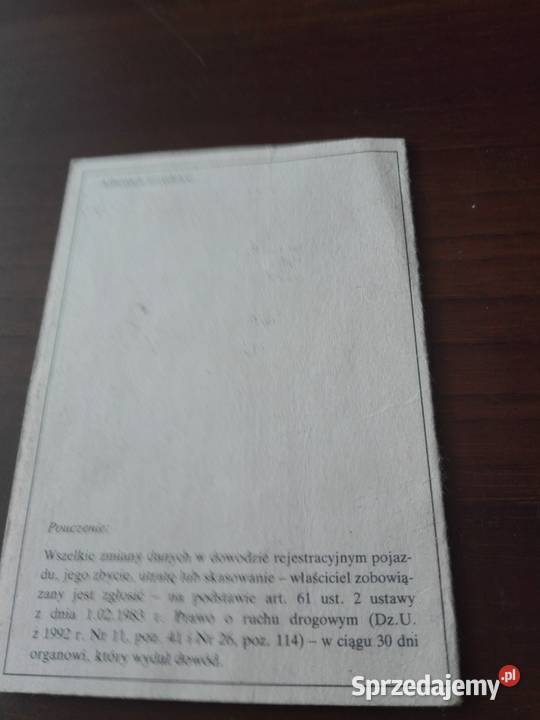 Pouczenie:
Wszelkie zmiany danych w dowodzie rejestracyjnym pojaz-
du, jego zbycie, utratę lub skasowanie – właściciel zobowią-
zany jest zgłosić – na podstawie art. 61 ust. 2 ustawy
z dnia 1.02.1983 r. Prawo o ruchu drogowym (Dz.U.
z 1992 r. Nr 11, poz. 41 i Nr 26, poz. 114) – w ciągu 30 dni
organowi, który wydał dowód.
Sprzedajemy.pl